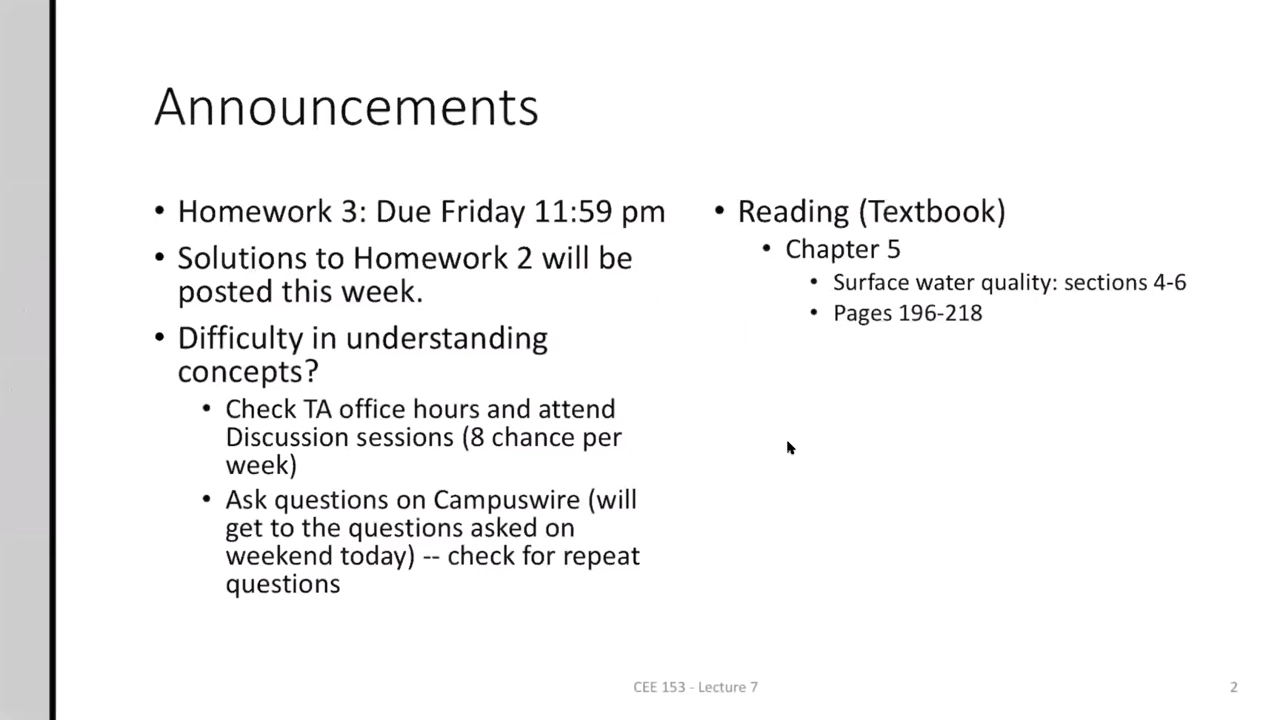 Announcements
• Homework 3: Due Friday 11:59 pm
• Solutions to Homework 2 will be
posted this week.
• Difficulty in understanding
concepts?
• Check TA office hours and attend
Discussion sessions (8 chance per
week)
• Ask questions on Campuswire (will
get to the questions asked on
weekend today) -- check for repeat
questions
• Reading (Textbook)
• Chapter 5
• Surface water quality: sections 4-6
• Pages 196-218
CEE 153 - Lecture 7
2